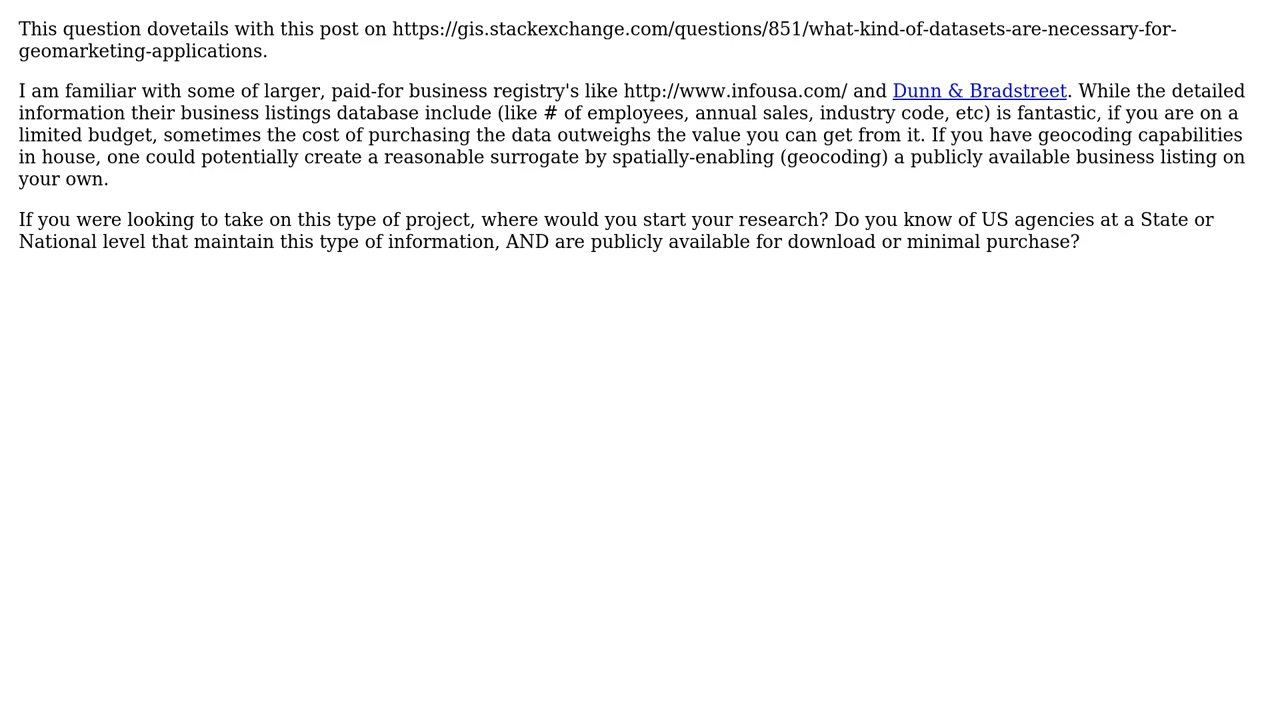 This question dovetails with this post on https://gis.stackexchange.com/questions/851/what-kind-of-datasets-are-necessary-for-
geomarketing-applications.
I am familiar with some of larger, paid-for business registry's like http://www.infousa.com/ and Dunn & Bradstreet. While the detailed
information their business listings database include (like # of employees, annual sales, industry code, etc) is fantastic, if you are on a
limited budget, sometimes the cost of purchasing the data outweighs the value you can get from it. If you have geocoding capabilities
in house, one could potentially create a reasonable surrogate by spatially-enabling (geocoding) a publicly available business listing on
your own.
If you were looking to take on this type of project, where would you start your research? Do you know of US agencies at a State or
National level that maintain this type of information, AND are publicly available for download or minimal purchase?